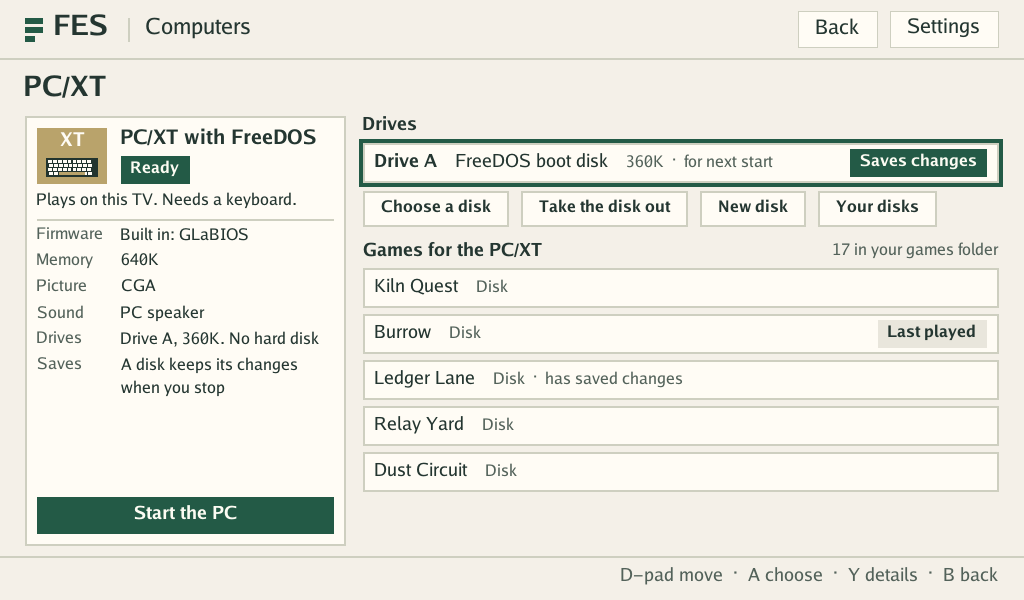 FES Computers Back Settings
PC/XT
XT
PC/XT with FreeDOS
Ready
Plays on this TV. Needs a keyboard.
Firmware Built in: GLaBIOS
Memory 640K
Picture CGA
Sound PC speaker
Drives Drive A, 360K. No hard disk
Saves A disk keeps its changes
when you stop
Start the PC
Drives
Drive A FreeDOS boot disk 360K · for next start Saves changes
Choose a disk Take the disk out New disk Your disks
Games for the PC/XT 17 in your games folder
Kiln Quest Disk
Burrow Disk Last played
Ledger Lane Disk · has saved changes
Relay Yard Disk
Dust Circuit Disk
D-pad move · A choose · Y details · B back